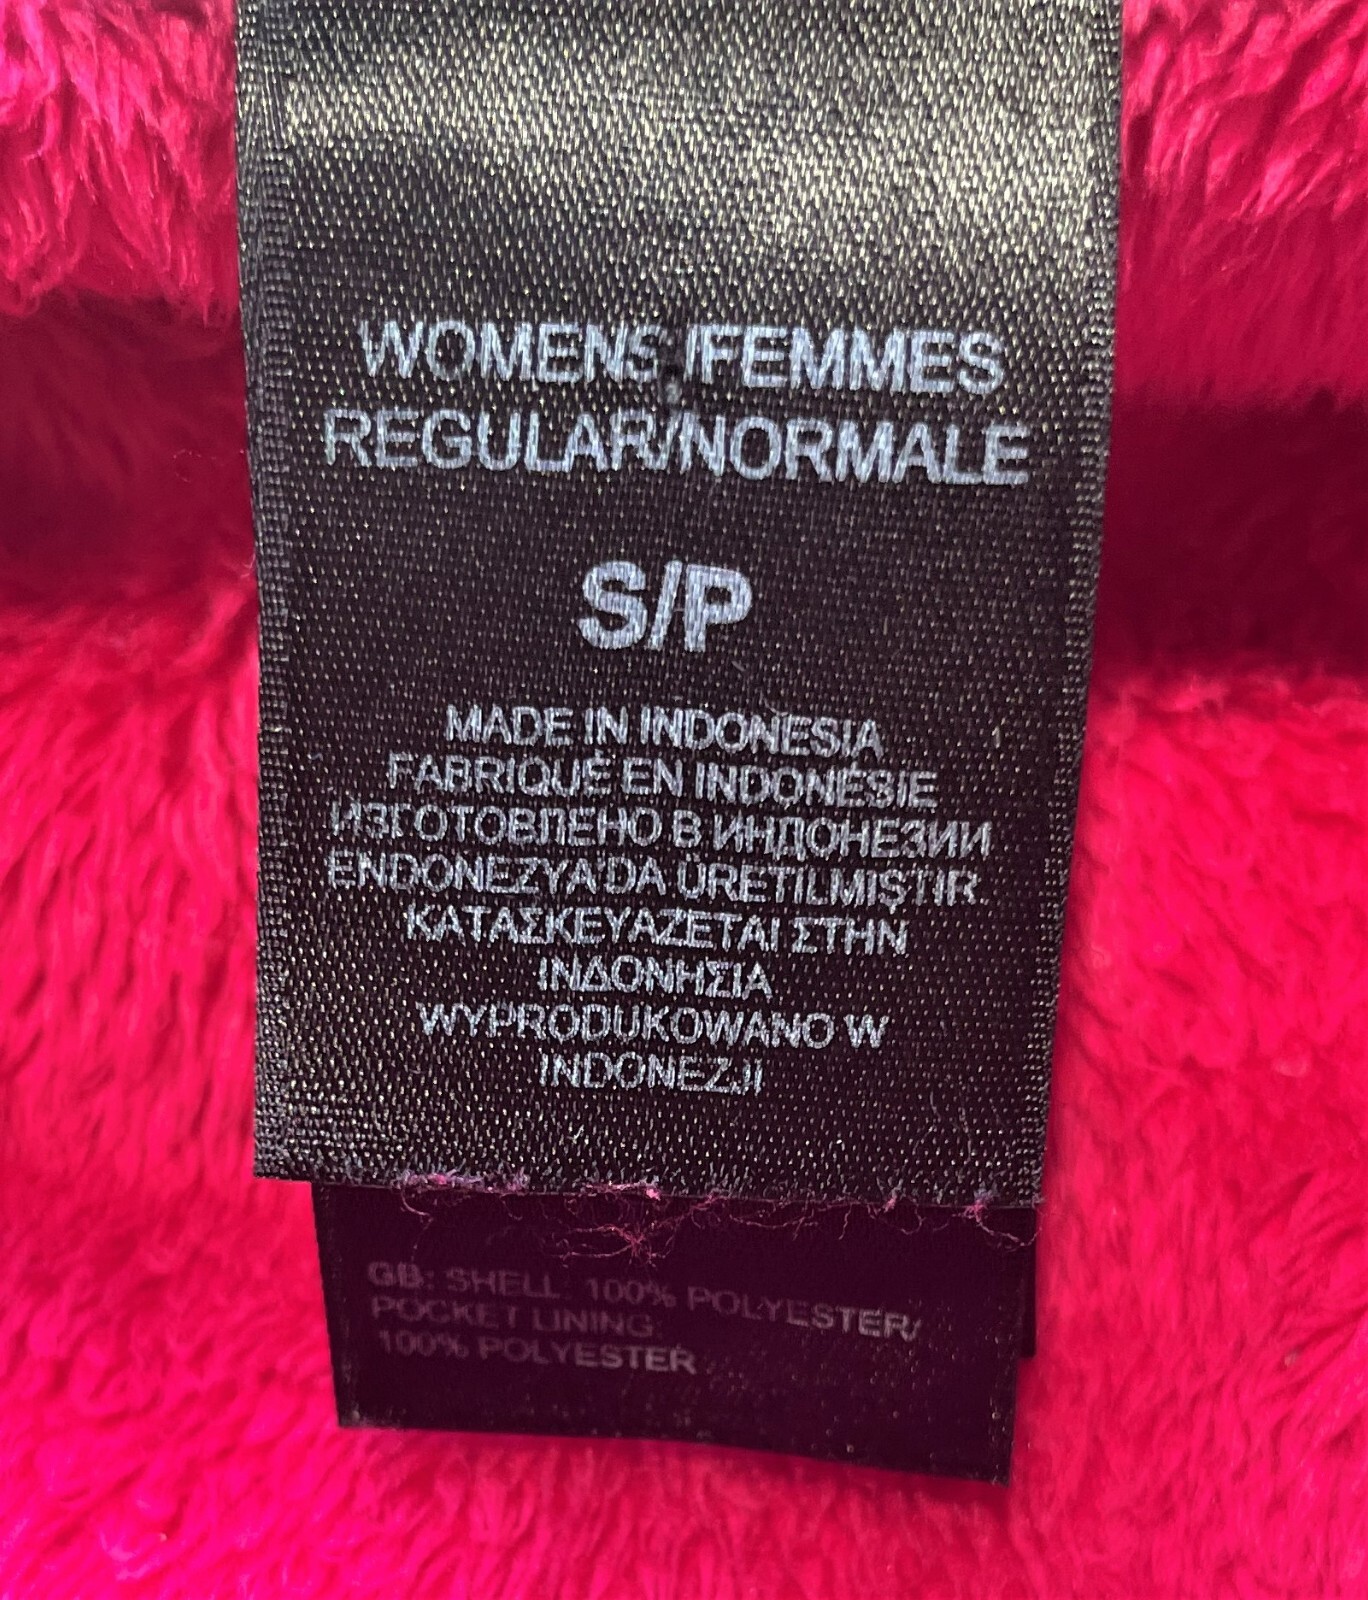 WOMENS /FEMMES
REGULAR/NORMALE
S/P
MADE IN INDONESIA
FABRIQUÉ EN INDONÉSIE
ИЗГОТОВЛЕНО В ИНДОНЕЗИИ
ENDONEZYA'DA ÜRETILMIŞTIR.
ΚΑΤΑΣΚΕΥΑΖΕΤΑΙ ΣΤΗΝ
ΙΝΔΟΝΗΣΙΑ
WYPRODUKOWANO W
INDONEZJI
GB: SHELL: 100% POLYESTER/
POCKET LINING:
100% POLYESTER